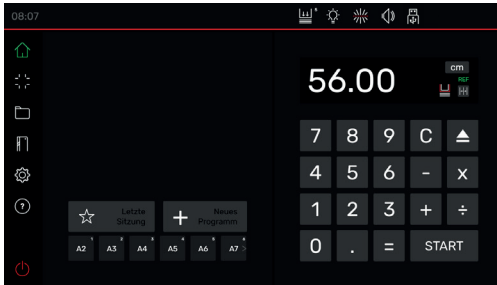 08:07
56.00
cm
REF
7 8 9 C
4 5 6 - x
1 2 3 + ÷
0 . = START
Letzte
Sitzung
Neues
Programm
A2 A3 A4 A5 A6 A7